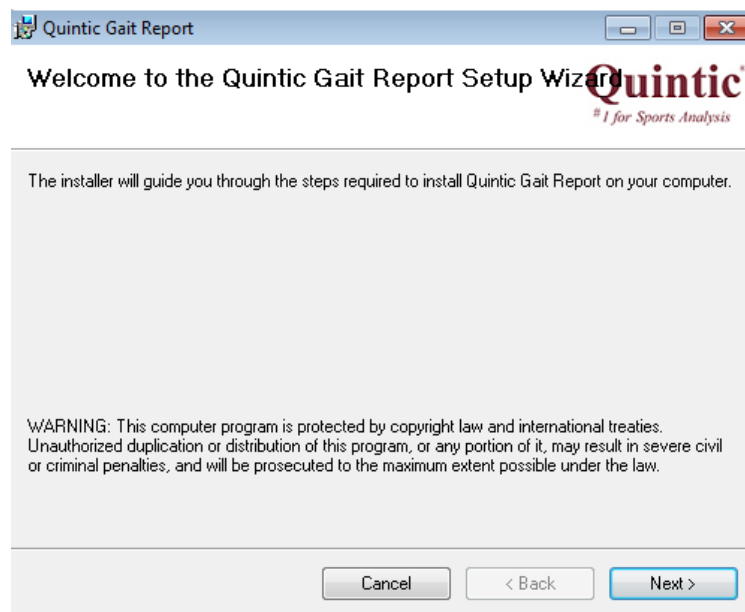 Quintic Gait Report
Welcome to the Quintic Gait Report Setup Wizard
Quintic
#1 for Sports Analysis
The installer will guide you through the steps required to install Quintic Gait Report on your computer.
WARNING: This computer program is protected by copyright law and international treaties.
Unauthorized duplication or distribution of this program, or any portion of it, may result in severe civil
or criminal penalties, and will be prosecuted to the maximum extent possible under the law.
Cancel
< Back
Next >